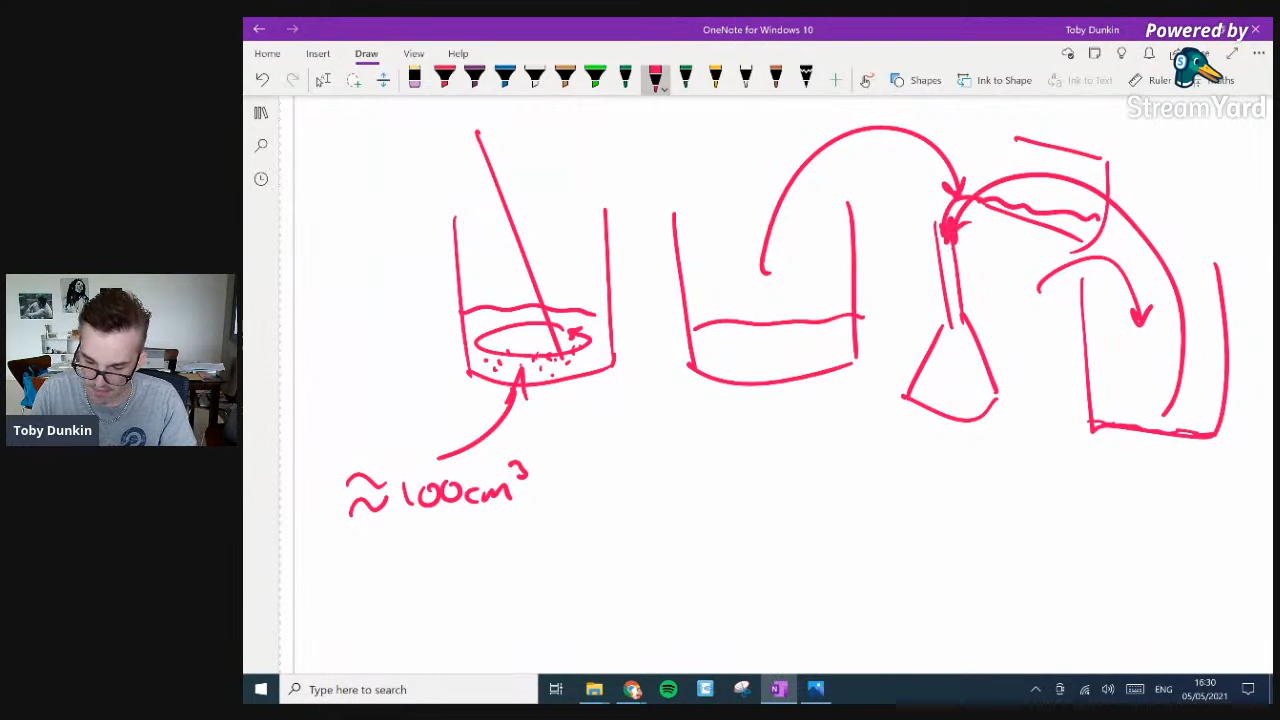 OneNote for Windows 10
Toby Dunkin
Powered by
StreamYard
Home Insert Draw View Help
Shapes Ink to Shape Ink to Text Ruler Maths
≈ 100cm³
Toby Dunkin
Type here to search
ENG
16:30
05/05/2021